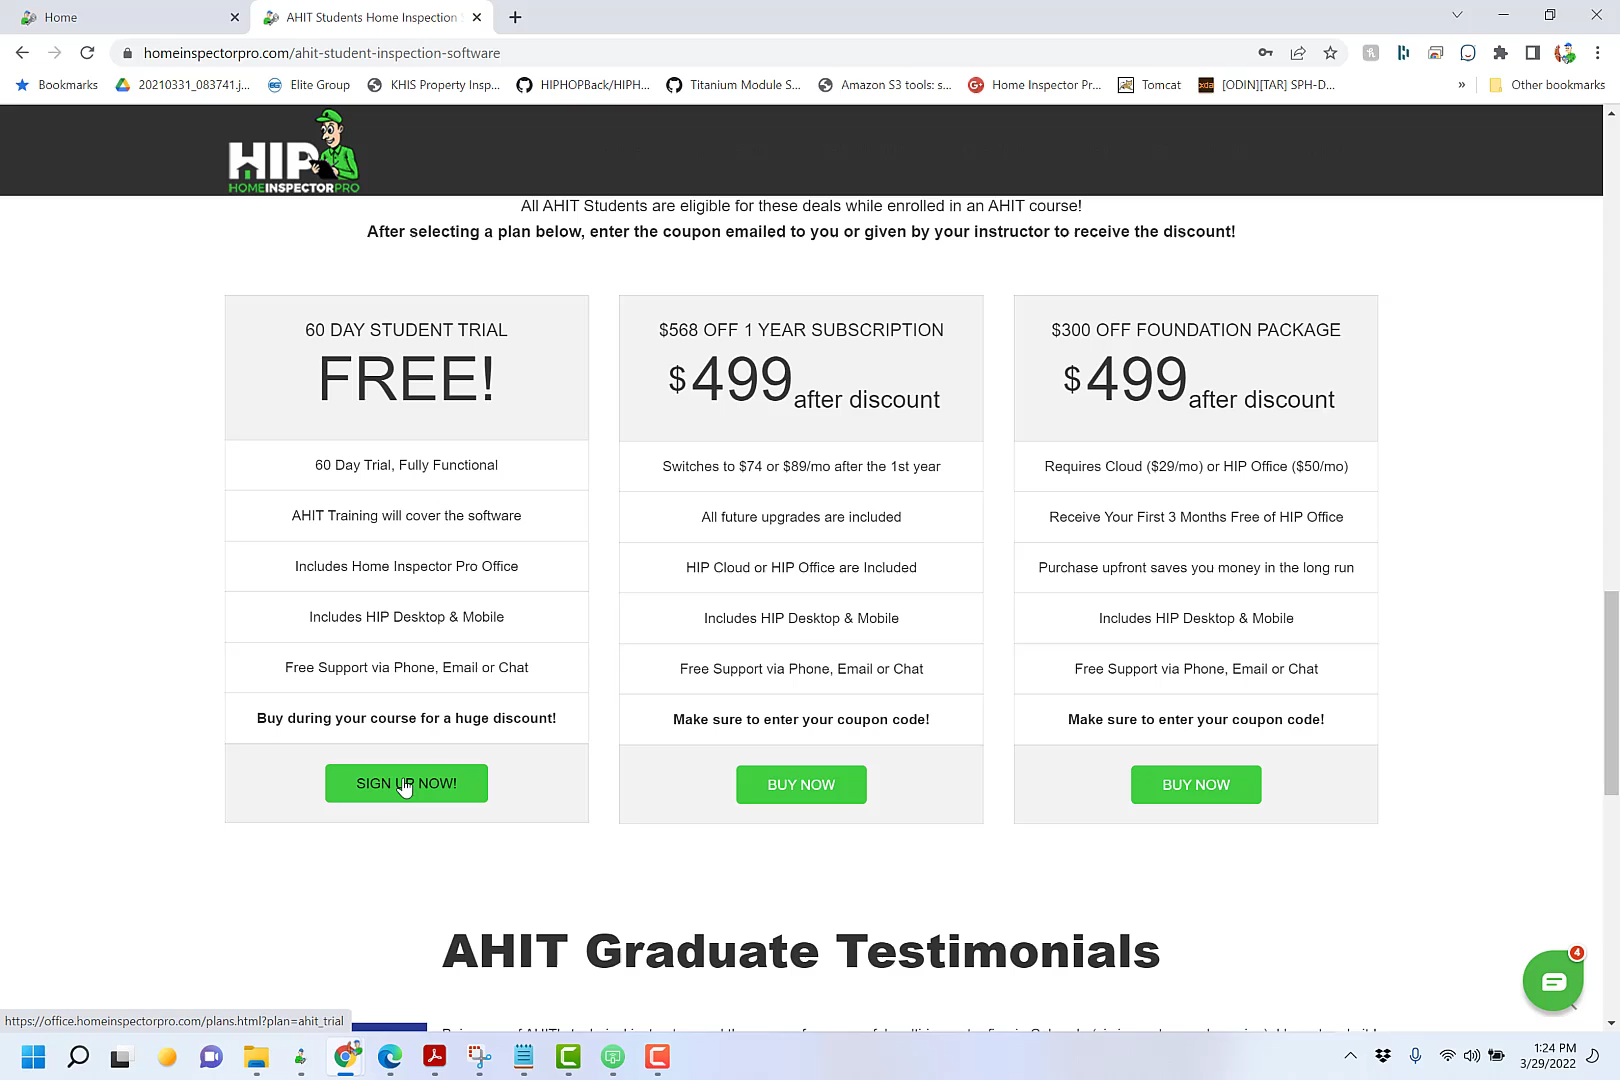 Home
AHIT Students Home Inspection
homeinspectorpro.com/ahit-student-inspection-software
Bookmarks
20210331_083741.j...
Elite Group
KHIS Property Insp...
HIPHOPBack/HIPH...
Titanium Module S...
Amazon S3 tools: s...
Home Inspector Pr...
Tomcat
[ODIN][TAR] SPH-D...
»
Other bookmarks
HIP
HOMEINSPECTORPRO
All AHIT Students are eligible for these deals while enrolled in an AHIT course!
After selecting a plan below, enter the coupon emailed to you or given by your instructor to receive the discount!
60 DAY STUDENT TRIAL
FREE!
60 Day Trial, Fully Functional
AHIT Training will cover the software
Includes Home Inspector Pro Office
Includes HIP Desktop & Mobile
Free Support via Phone, Email or Chat
Buy during your course for a huge discount!
SIGN UP NOW!
$568 OFF 1 YEAR SUBSCRIPTION
$499 after discount
Switches to $74 or $89/mo after the 1st year
All future upgrades are included
HIP Cloud or HIP Office are Included
Includes HIP Desktop & Mobile
Free Support via Phone, Email or Chat
Make sure to enter your coupon code!
BUY NOW
$300 OFF FOUNDATION PACKAGE
$499 after discount
Requires Cloud ($29/mo) or HIP Office ($50/mo)
Receive Your First 3 Months Free of HIP Office
Purchase upfront saves you money in the long run
Includes HIP Desktop & Mobile
Free Support via Phone, Email or Chat
Make sure to enter your coupon code!
BUY NOW
AHIT Graduate Testimonials
4
https://office.homeinspectorpro.com/plans.html?plan=ahit_trial
1:24 PM
3/29/2022